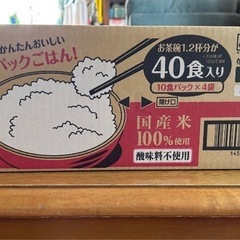 かんたんおいしい
パックごはん!
お茶碗1.2杯分が
40食入り
10食パック×4袋
開け口
国産米
100%使用
酸味料不使用